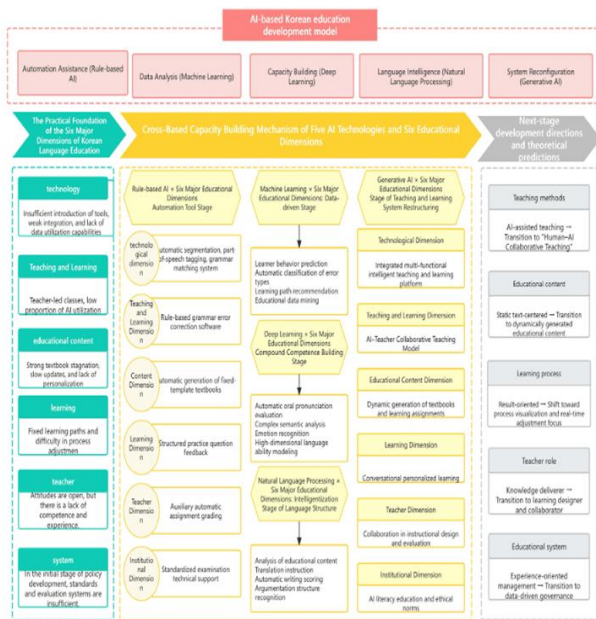 AI-based Korean education
development model
Automation Assistance (Rule-based
AI)
Data Analysis (Machine Learning)
Capacity Building (Deep
Learning)
Language Intelligence (Natural
Language Processing)
System Reconfiguration
(Generative AI)
The Practical Foundation
of the Six Major
Dimensions of Korean
Language Education
Cross-Based Capacity Building Mechanism of Five AI Technologies and Six Educational
Dimensions
Next-stage
development directions
and theoretical
predictions
technology
Insufficient introduction of tools,
weak integration, and lack of
data utilization capabilities
Teaching and Learning
Teacher-led classes, low
proportion of AI utilization
educational content
Strong textbook stagnation,
slow updates, and lack of
personalization
learning
Fixed learning paths and
difficulty in process
adjustmen
teacher
Attitudes are open, but
there is a lack of
competence and
experience.
system
In the initial stage of policy
development, standards
and evaluation systems are
insufficient.
Rule-based AI × Six Major
Educational Dimensions
Automation Tool Stage
technolog
ical
dimensio
n
Automatic segmentation, part-
of-speech tagging, grammar
matching system
Teaching
and
Learning
Dimensio
n
Rule-based grammar error
correction software
Content
Dimensio
n
Automatic generation of fixed-
template textbooks
Learning
Dimensio
n
Structured practice question
feedback
Teacher
Dimensio
n
Auxiliary automatic
assignment grading
Institutio
nal
Dimensio
n
Standardized examination
technical support
Machine Learning × Six Major
Educational Dimensions: Data-
driven Stage
Learner behavior prediction
Automatic classification of error
types
Learning path recommendation
Educational data mining
Deep Learning × Six Major
Educational Dimensions
Compound Competence Building
Stage
Automatic oral pronunciation
evaluation
Complex semantic analysis
Emotion recognition
High-dimensional language
ability modeling
Natural Language Processing ×
Six Major Educational
Dimensions: Intelligentization
Stage of Language Structure
Analysis of educational content
Translation instruction
Automatic writing scoring
Argumentation structure
recognition
Generative AI × Six Major
Educational Dimensions
Stage of Teaching and Learning
System Restructuring
Technological Dimension
Integrated multi-functional
intelligent teaching and learning
platform
Teaching and Learning Dimension
AI-Teacher Collaborative Teaching
Model
Educational Content Dimension
Dynamic generation of textbooks
and learning assignments
Learning Dimension
Conversational personalized learning
Teacher Dimension
Collaboration in instructional design
and evaluation
Institutional Dimension
AI literacy education and ethical
norms
Teaching methods
AI-assisted teaching →
Transition to "Human–AI
Collaborative Teaching"
Educational content
Static text-centered → Transition
to dynamically generated
educational content
Learning process
Result-oriented → Shift toward
process visualization and real-time
adjustment focus
Teacher role
Knowledge deliverer →
Transition to learning designer
and collaborator
Educational system
Experience-oriented
management → Transition
to data-driven governance